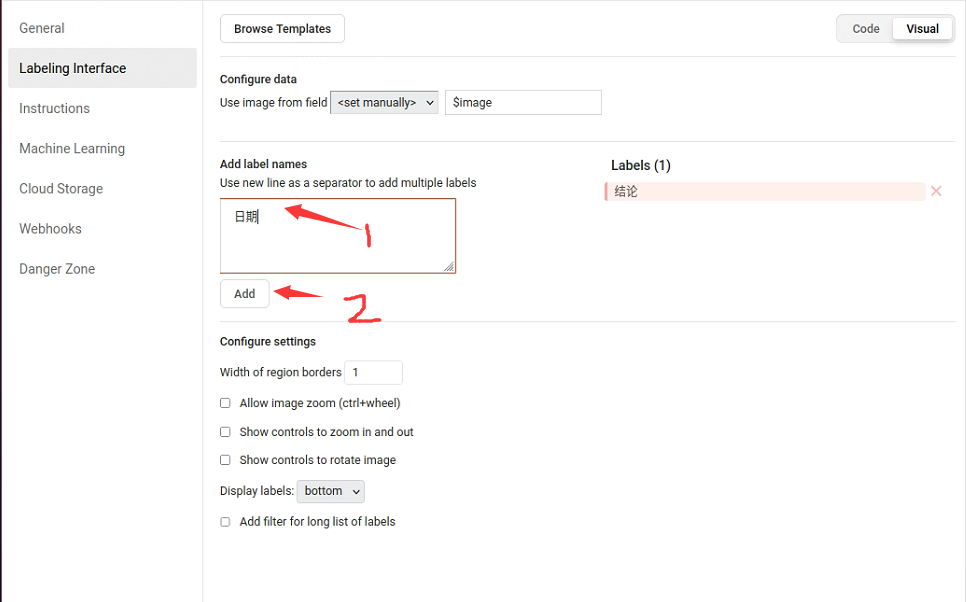 General
Labeling Interface
Instructions
Machine Learning
Cloud Storage
Webhooks
Danger Zone
Browse Templates
Code
Visual
Configure data
Use image from field <set manually> $image
Add label names
Use new line as a separator to add multiple labels
日期
1
Add
2
Labels (1)
结论
Configure settings
Width of region borders 1
Allow image zoom (ctrl+wheel)
Show controls to zoom in and out
Show controls to rotate image
Display labels: bottom
Add filter for long list of labels